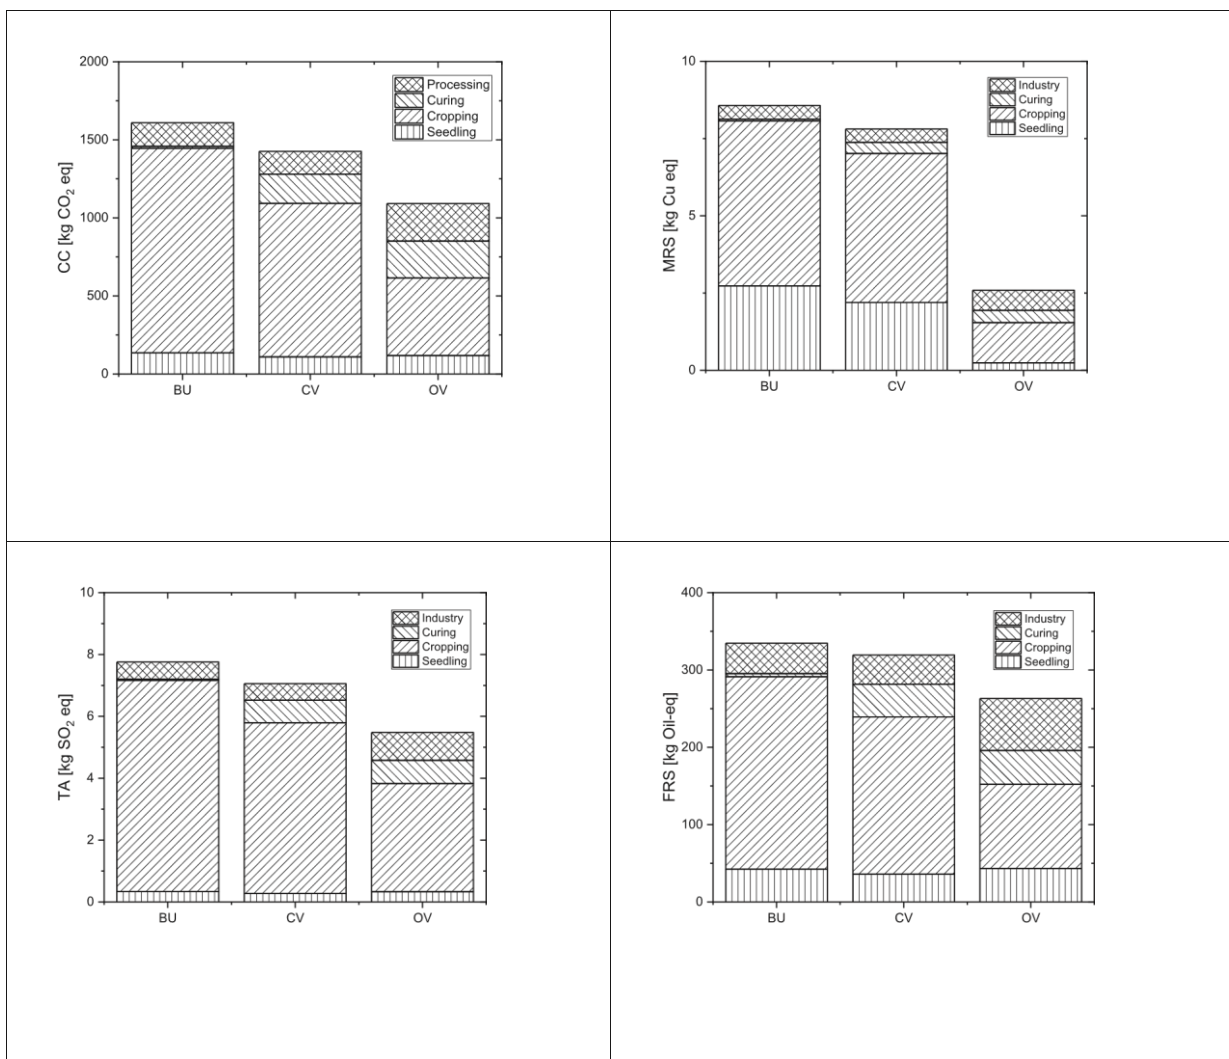 2000
1500
1000
500
0
CC [kg CO₂ eq]
Processing
Curing
Cropping
Seedling
BU CV OV
10
5
0
MRS [kg Cu eq]
Industry
Curing
Cropping
Seedling
BU CV OV
10
8
6
4
2
0
TA [kg SO₂ eq]
Industry
Curing
Cropping
Seedling
BU CV OV
400
300
200
100
0
FRS [kg Oil-eq]
Industry
Curing
Cropping
Seedling
BU CV OV